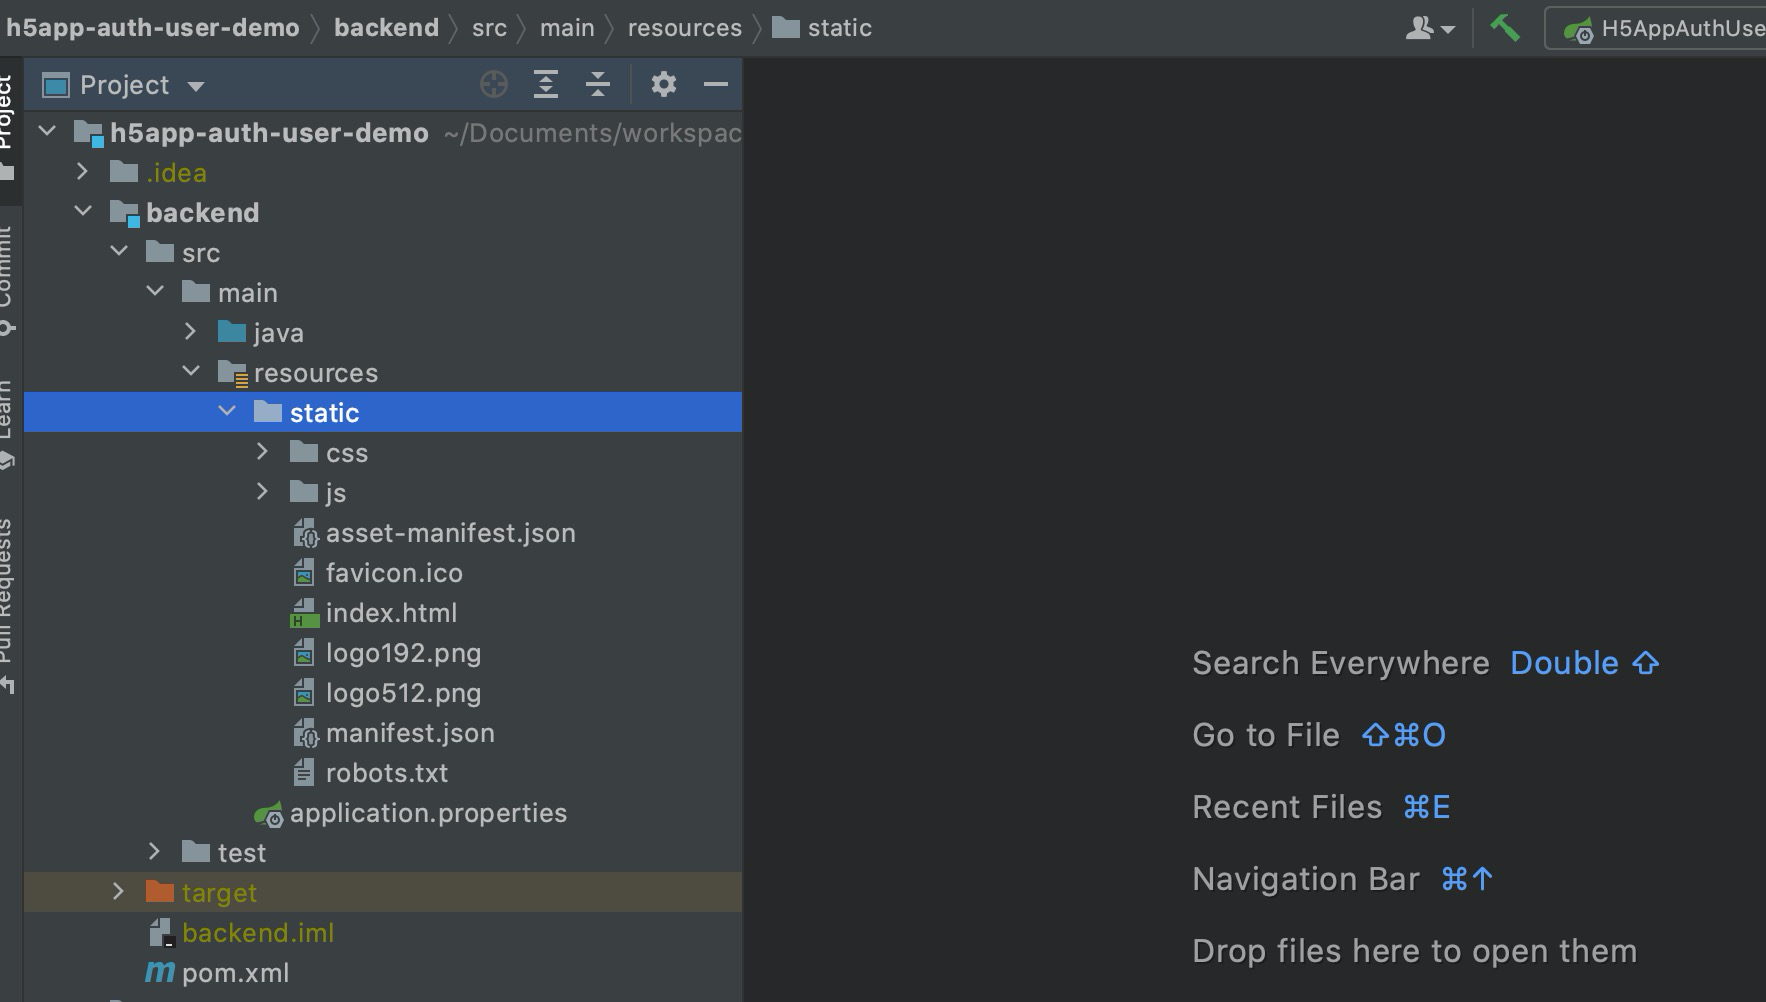 h5app-auth-user-demo backend src main resources static
H5AppAuthUse
Project
Project
h5app-auth-user-demo ~/Documents/workspac
.idea
backend
src
main
java
resources
static
css
js
asset-manifest.json
favicon.ico
index.html
logo192.png
logo512.png
manifest.json
robots.txt
application.properties
test
target
backend.iml
pom.xml
Commit
Learn
Pull Requests
Search Everywhere Double ⇧
Go to File ⇧⌘O
Recent Files ⌘E
Navigation Bar ⌘↑
Drop files here to open them